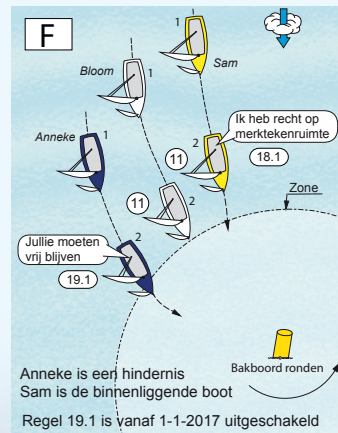 F
1
Sam
Bloom
1
Anneke
1
Ik heb recht op
merktekenruimte
2
11
18.1
Zone
11
2
Jullie moeten
vrij blijven
2
19.1
Bakboord ronden
Anneke is een hindernis
Sam is de binnenliggende boot
Regel 19.1 is vanaf 1-1-2017 uitgeschakeld